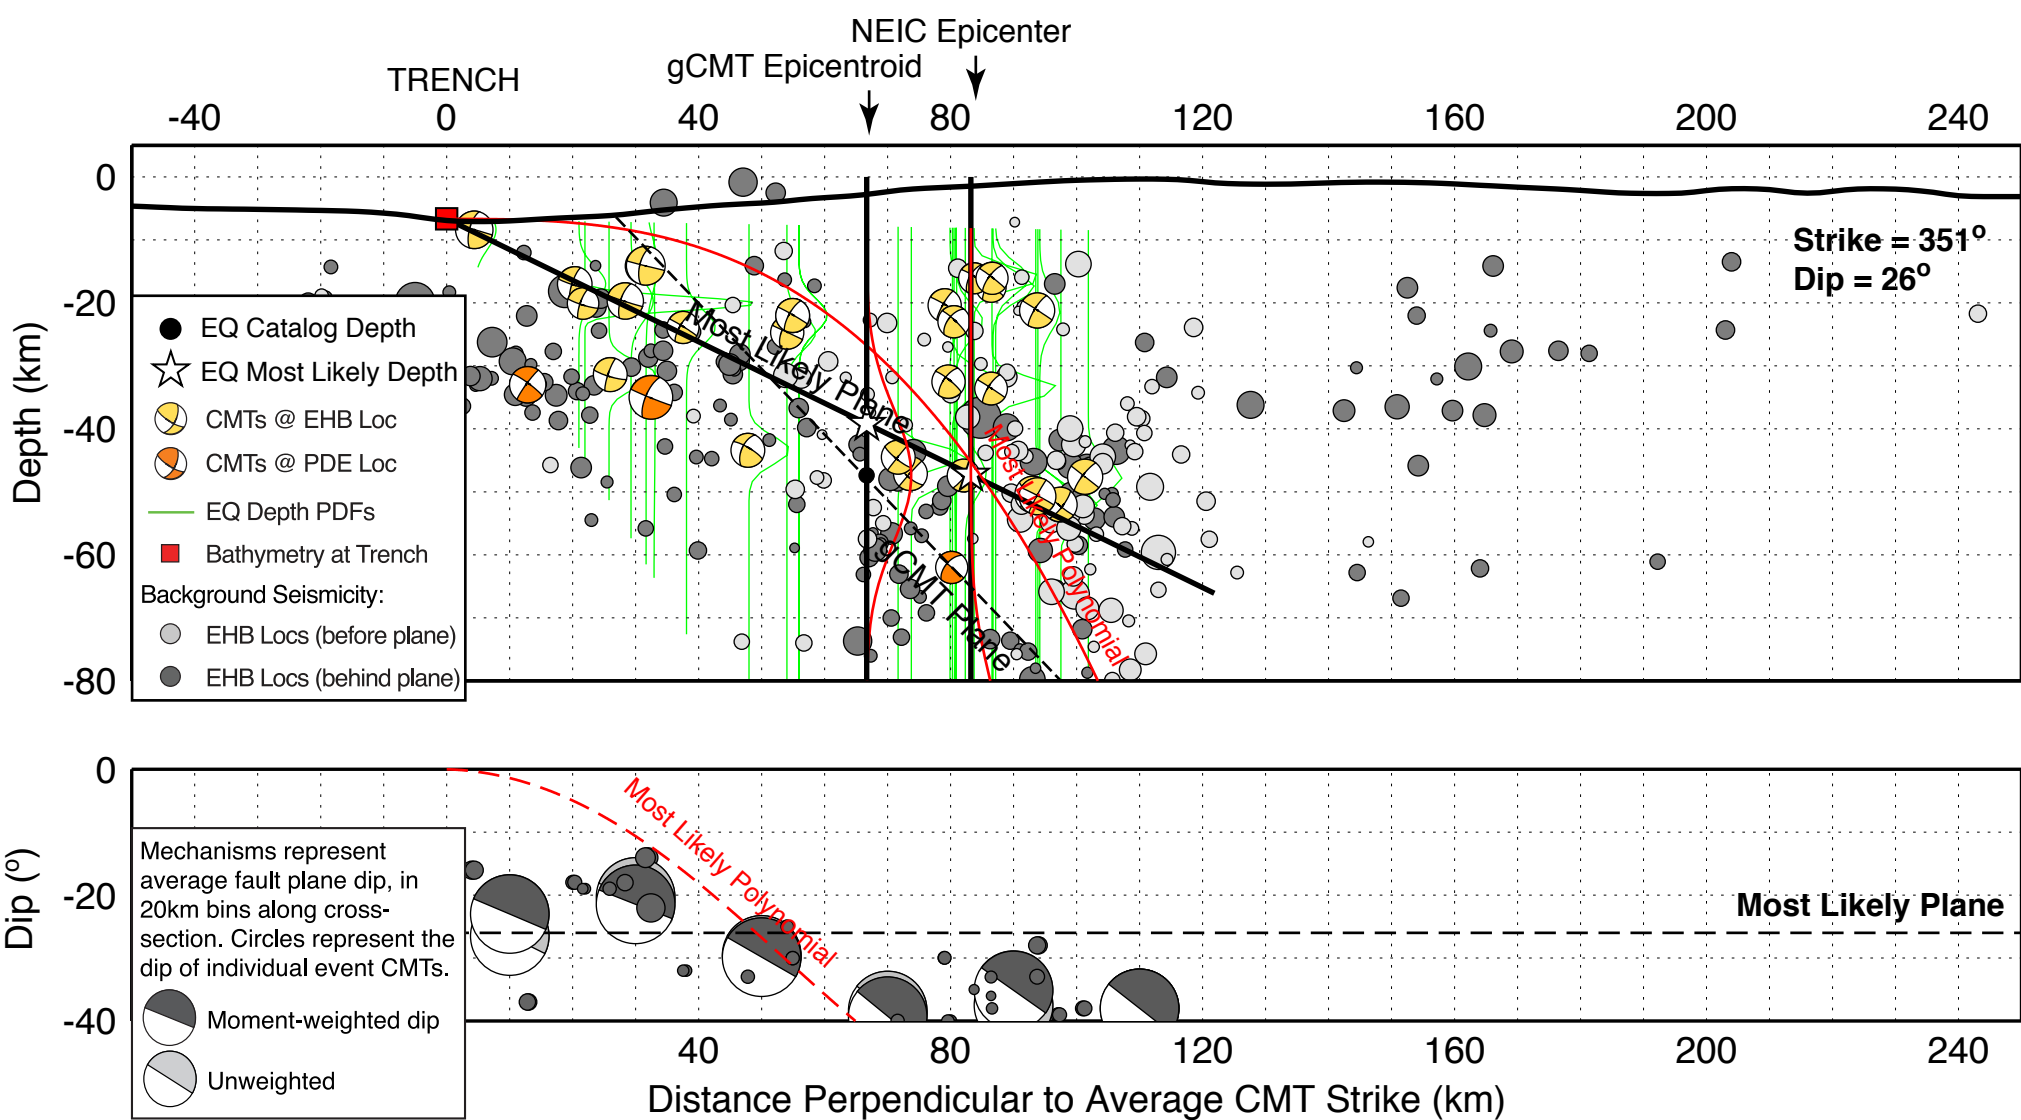 NEIC Epicenter
gCMT Epicentroid
TRENCH
-40 0 40 80 120 160 200 240
0
-20
-40
-60
-80
Depth (km)
Strike = 351°
Dip = 26°
EQ Catalog Depth
EQ Most Likely Depth
CMTs @ EHB Loc
CMTs @ PDE Loc
EQ Depth PDFs
Bathymetry at Trench
Background Seismicity:
EHB Locs (before plane)
EHB Locs (behind plane)
Most Likely Plane
gCMT Plane
Most Likely Polynomial
0
-20
-40
Dip (°)
Most Likely Polynomial
Most Likely Plane
Mechanisms represent
average fault plane dip, in
20km bins along cross-
section. Circles represent the
dip of individual event CMTs.
Moment-weighted dip
Unweighted
40 80 120 160 200 240
Distance Perpendicular to Average CMT Strike (km)